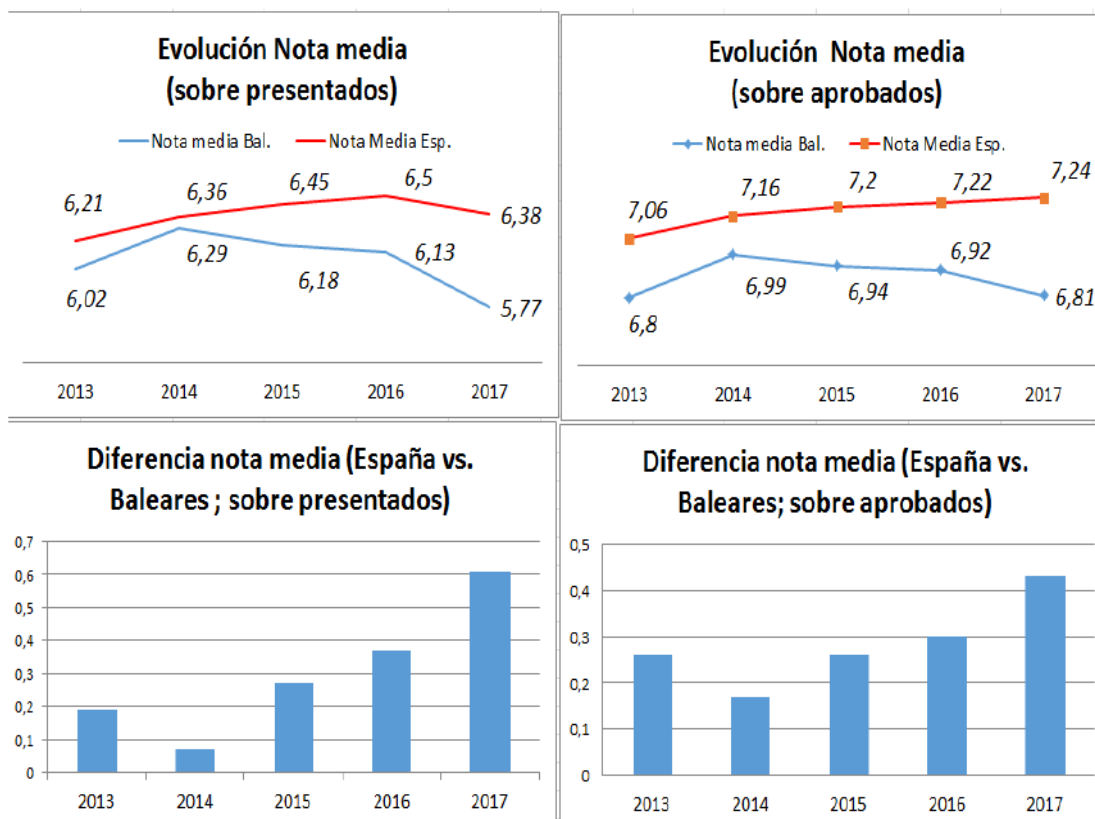 Evolución Nota media
(sobre presentados)
Nota media Bal. Nota Media Esp.
6,21 6,36 6,45 6,5 6,38
6,02 6,29 6,18 6,13 5,77
2013 2014 2015 2016 2017
Evolución Nota media
(sobre aprobados)
Nota media Bal. Nota Media Esp.
7,06 7,16 7,2 7,22 7,24
6,8 6,99 6,94 6,92 6,81
2013 2014 2015 2016 2017
Diferencia nota media (España vs.
Baleares ; sobre presentados)
0,7
0,6
0,5
0,4
0,3
0,2
0,1
0
2013 2014 2015 2016 2017
Diferencia nota media (España vs.
Baleares; sobre aprobados)
0,5
0,4
0,3
0,2
0,1
0
2013 2014 2015 2016 2017